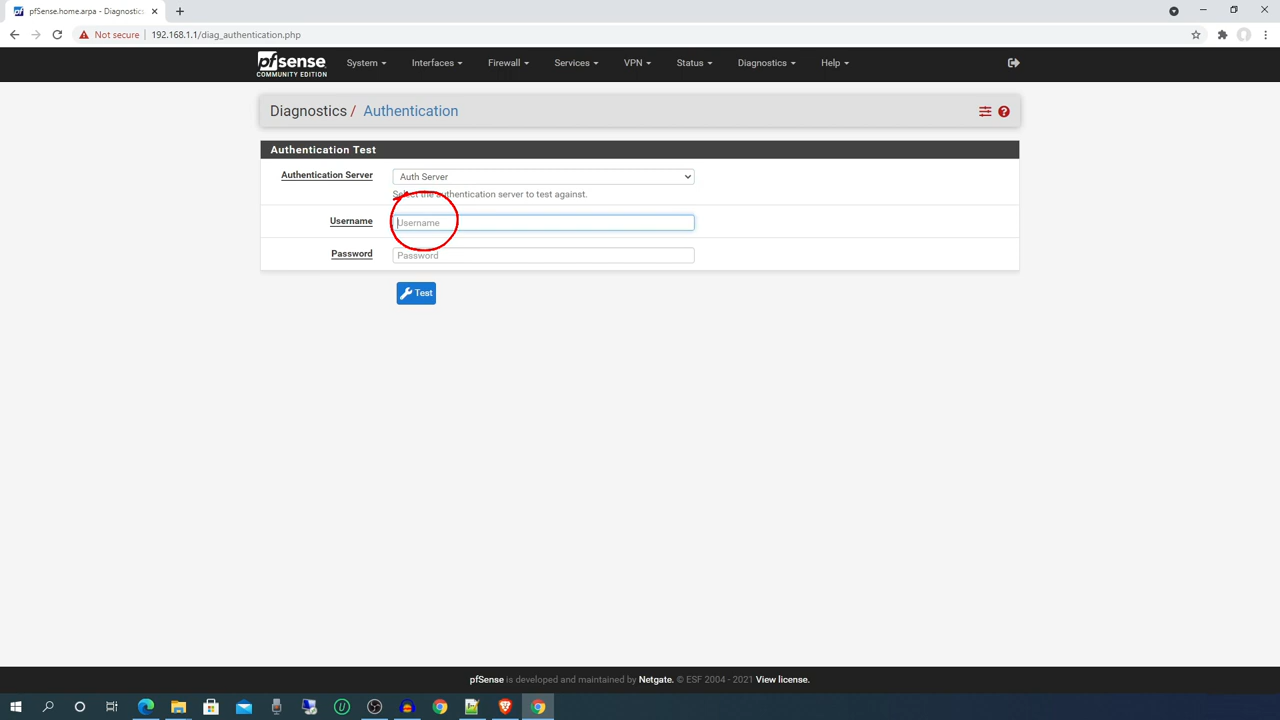 pfSense.home.arpa - Diagnostics
Not secure
192.168.1.1/diag_authentication.php
pfsense
COMMUNITY EDITION
System
Interfaces
Firewall
Services
VPN
Status
Diagnostics
Help
Diagnostics / Authentication
Authentication Test
Authentication Server
Auth Server
Select the authentication server to test against.
Username
Username
Password
Password
Test
pfSense is developed and maintained by Netgate. © ESF 2004 - 2021 View license.